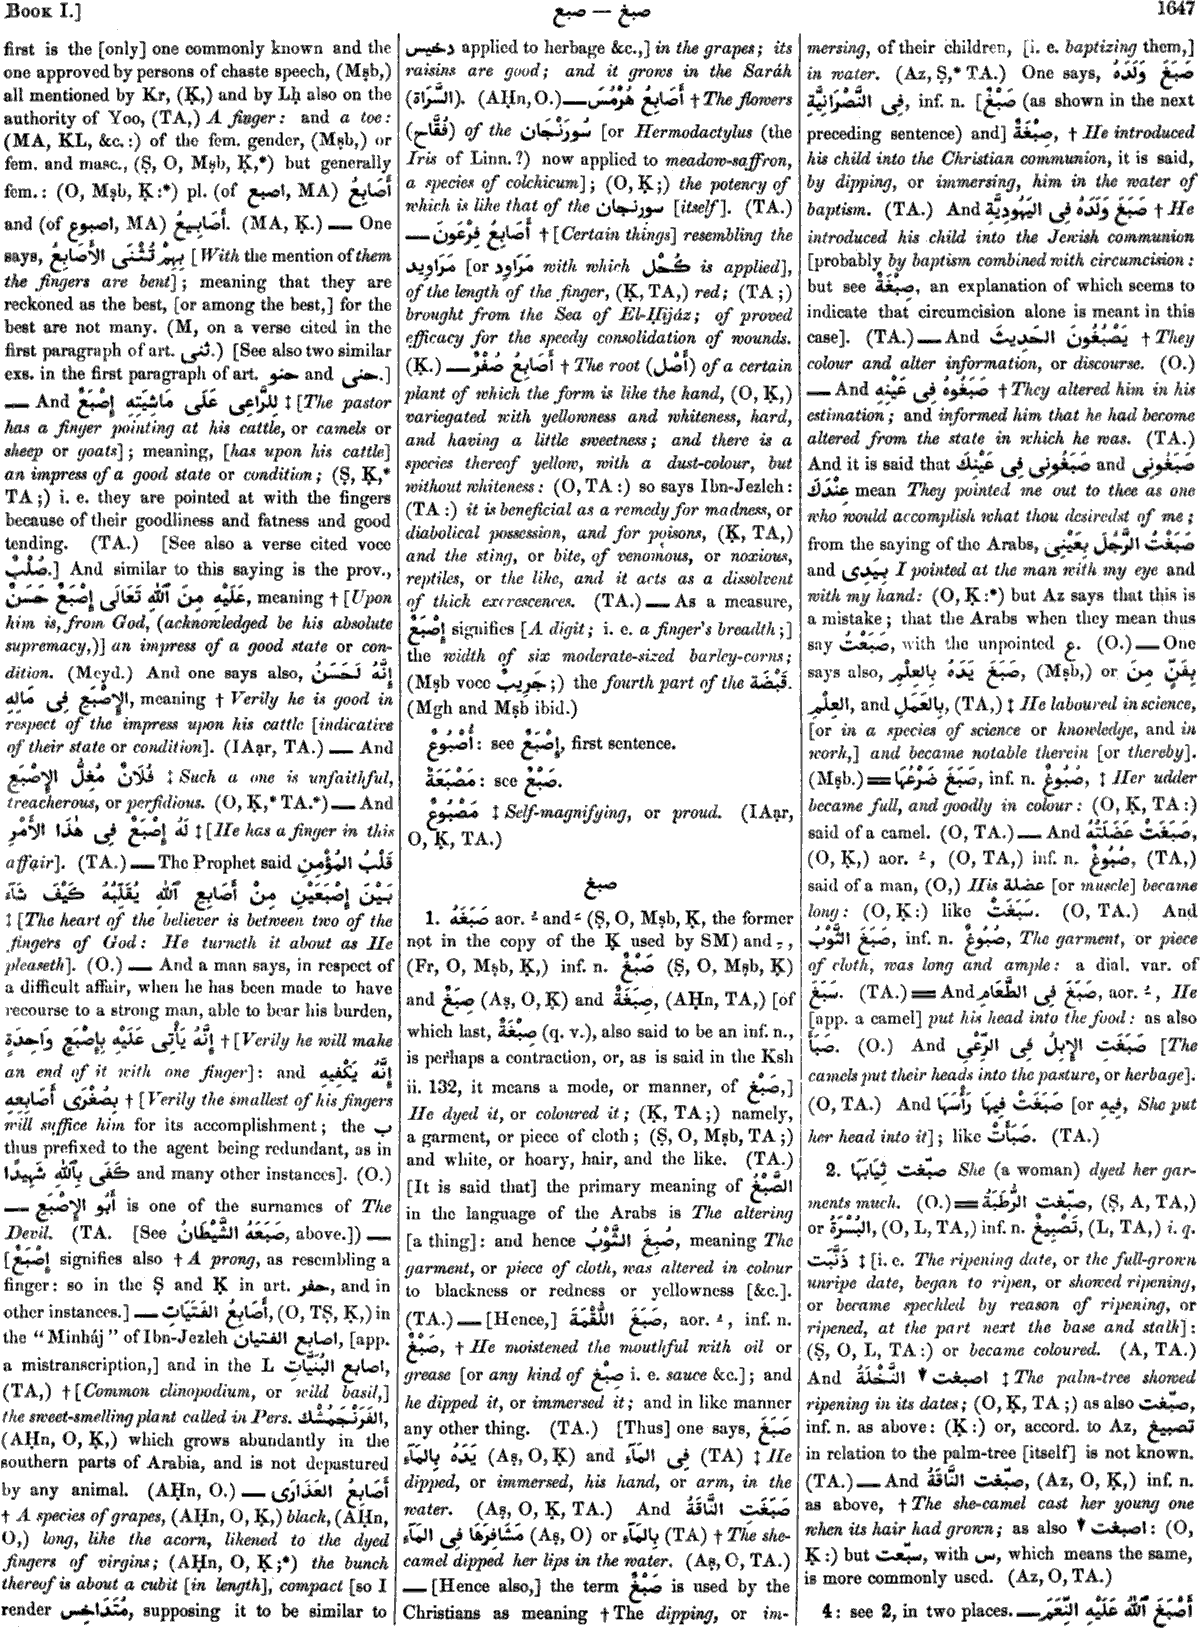 BOOK I.]
صبع — صبغ
1647
first is the [only] one commonly known and the
one approved by persons of chaste speech, (Mṣb,)
all mentioned by Kr, (Ḳ,) and by Lḥ also on the
authority of Yoo, (TA,) A finger: and a toe:
(MA, KL, &c.:) of the fem. gender, (Mṣb,) or
fem. and masc., (Ṣ, O, Mṣb, Ḳ,*) but generally
fem.: (O, Mṣb, Ḳ:*) pl. (of اصبع, MA) أَصَابِعُ
and (of اصبوع, MA) أَصَابِيعُ. (MA, Ḳ.) — One
says, بِهِمْ تُثْنَى الأَصَابِعُ [With the mention of them
the fingers are bent]; meaning that they are
reckoned as the best, [or among the best,] for the
best are not many. (M, on a verse cited in the
first paragraph of art. ثنى.) [See also two similar
exs. in the first paragraph of art. حنو and حنى.]
— And لِلرَّاعِى عَلَى مَاشِيَتِهِ إِصْبَعٌ ‡ [The pastor
has a finger pointing at his cattle, or camels or
sheep or goats]; meaning, [has upon his cattle]
an impress of a good state or condition; (Ṣ, Ḳ,*
TA;) i. e. they are pointed at with the fingers
because of their goodliness and fatness and good
tending. (TA.) [See also a verse cited voce
صُلْبٌ.] And similar to this saying is the prov.,
عَلَيْهِ مِنَ ٱللّٰهِ تَعَالَى إِصْبَعٌ حَسَنٌ, meaning † [Upon
him is, from God, (acknowledged be his absolute
supremacy,)] an impress of a good state or con-
dition. (Meyd.) And one says also, إِنَّهُ لَحَسَنُ
الإِصْبَعِ فِى مَالِهِ, meaning † Verily he is good in
respect of the impress upon his cattle [indicative
of their state or condition]. (IAạr, TA.) — And
فُلَانٌ مُغِلُّ الإِصْبَعِ ‡ Such a one is unfaithful,
treacherous, or perfidious. (O, Ḳ,* TA.*) — And
لَهُ إِصْبَعٌ فِى هٰذَا الأَمْرِ ‡ [He has a finger in this
affair]. (TA.) — The Prophet said قَلْبُ المُؤْمِنِ
بَيْنَ إِصْبَعَيْنِ مِنْ أَصَابِعِ ٱللّٰهِ يُقَلِّبُهُ كَيْفَ شَآءَ
‡ [The heart of the believer is between two of the
fingers of God: He turneth it about as He
pleaseth]. (O.) — And a man says, in respect of
a difficult affair, when he has been made to have
recourse to a strong man, able to bear his burden,
إِنَّهُ يَأْتِى عَلَيْهِ بِإِصْبَعٍ وَاحِدَةٍ † [Verily he will make
an end of it with one finger]: and إِنَّهُ يَكْفِيهِ
بِصُغْرَى أَصَابِعِهِ † [Verily the smallest of his fingers
will suffice him for its accomplishment; the ب
thus prefixed to the agent being redundant, as in
كَفَى بِٱللّٰهِ شَهِيدًا and many other instances]. (O.)
— أَبُو الإِصْبَعِ is one of the surnames of The
Devil. (TA. [See صَبَعَهُ الشَّيْطَانُ, above.]) —
[إِصْبَعٌ signifies also † A prong, as resembling a
finger: so in the Ṣ and Ḳ in art. حفر, and in
other instances.] — أَصَابِعُ الفَتَيَاتِ, (O, TṢ, Ḳ,) in
the “Minháj” of Ibn-Jezleh اصابع الفتيان, [app.
a mistranscription,] and in the L اصابع البُنَيَّاتِ,
(TA,) † [Common clinopodium, or wild basil,]
the sweet-smelling plant called in Pers. الفَرَنْجَمُشْك,
(AḤn, O, Ḳ,) which grows abundantly in the
southern parts of Arabia, and is not depastured
by any animal. (AḤn, O.) — أَصَابِعُ العَذَارَى
† A species of grapes, (AḤn, O, Ḳ,) black, (AḤn,
O,) long, like the acorn, likened to the dyed
fingers of virgins; (AḤn, O, Ḳ;*) the bunch
thereof is about a cubit [in length], compact [so I
render مُتَدَاخِس, supposing it to be similar to
دخيس applied to herbage &c.,] in the grapes; its
raisins are good; and it grows in the Saráh
(السَّرَاة). (AḤn, O.) — أَصَابِعُ هُرْمُسَ † The flowers
(فُقَّاح) of the سُورَنْجَان [or Hermodactylus (the
Iris of Linn.?) now applied to meadow-saffron,
a species of colchicum]; (O, Ḳ;) the potency of
which is like that of the سورنجان [itself]. (TA.)
— أَصَابِعُ فِرْعَوْنَ † [Certain things] resembling the
مَرَاوِيد [or مَرَاوِد with which كُحْل is applied],
of the length of the finger, (Ḳ, TA,) red; (TA;)
brought from the Sea of El-Ḥijáz; of proved
efficacy for the speedy consolidation of wounds.
(Ḳ.) — أَصَابِعُ صُفْرٌ † The root (أَصْل) of a certain
plant of which the form is like the hand, (O, Ḳ,)
variegated with yellowness and whiteness, hard,
and having a little sweetness; and there is a
species thereof yellow, with a dust-colour, but
without whiteness: (O, TA:) so says Ibn-Jezleh:
(TA:) it is beneficial as a remedy for madness, or
diabolical possession, and for poisons, (Ḳ, TA,)
and the sting, or bite, of venomous, or noxious,
reptiles, or the like, and it acts as a dissolvent
of thick excrescences. (TA.) — As a measure,
إِصْبَعٌ signifies [A digit; i. e. a finger's breadth;]
the width of six moderate-sized barley-corns;
(Mṣb voce جَرِيبٌ;) the fourth part of the قَبْضَة.
(Mgh and Mṣb ibid.)
أُصْبُوعٌ: see إِصْبَعٌ, first sentence.
مَصْبَعَةٌ: see صَبْعٌ.
مَصْبُوعٌ ‡ Self-magnifying, or proud. (IAạr,
O, Ḳ, TA.)
صبغ
1. صَبَغَهُ aor. ـَ and ـُ (Ṣ, O, Mṣb, Ḳ, the former
not in the copy of the Ḳ used by SM) and ـِ,
(Fr, O, Mṣb, Ḳ,) inf. n. صَبْغٌ (Ṣ, O, Mṣb, Ḳ)
and صِبَغٌ (Aṣ, O, Ḳ) and صِبَغَةٌ, (AḤn, TA,) [of
which last, صِبْغَةٌ (q. v.), also said to be an inf. n.,
is perhaps a contraction, or, as is said in the Ksh
ii. 132, it means a mode, or manner, of صَبْغ,]
He dyed it, or coloured it; (Ḳ, TA;) namely,
a garment, or piece of cloth; (Ṣ, O, Mṣb, TA;)
and white, or hoary, hair, and the like. (TA.)
[It is said that] the primary meaning of الصَّبْغُ
in the language of the Arabs is The altering
[a thing]: and hence صُبِغَ الثَّوْبُ, meaning The
garment, or piece of cloth, was altered in colour
to blackness or redness or yellowness [&c.].
(TA.) — [Hence,] صَبَغَ اللُّقْمَةَ, aor. ـُ, inf. n.
صَبْغٌ, † He moistened the mouthful with oil or
grease [or any kind of صِبْغ i. e. sauce &c.]; and
he dipped it, or immersed it; and in like manner
any other thing. (TA.) [Thus] one says, صَبَغَ
يَدَهُ بِالمَآءِ (Aṣ, O, Ḳ) and فِى المَآءِ (TA) ‡ He
dipped, or immersed, his hand, or arm, in the
water. (Aṣ, O, Ḳ, TA.) And صَبَغَتِ النَّاقَةُ
مَشَافِرَهَا فِى المَآءِ (Aṣ, O) or بِالمَآءِ (TA) † The she-
camel dipped her lips in the water. (Aṣ, O, TA.)
— [Hence also,] the term صَبْغٌ is used by the
Christians as meaning † The dipping, or im-
mersing, of their children, [i. e. baptizing them,]
in water. (Az, Ṣ,* TA.) One says, صَبَغَ وَلَدَهُ
فِى النَّصْرَانِيَّةِ, inf. n. [صَبْغٌ (as shown in the next
preceding sentence) and] صِبْغَةٌ, † He introduced
his child into the Christian communion, it is said,
by dipping, or immersing, him in the water of
baptism. (TA.) And صَبَغَ وَلَدَهُ فِى اليَهُودِيَّةِ † He
introduced his child into the Jewish communion
[probably by baptism combined with circumcision:
but see صِبْغَةٌ, an explanation of which seems to
indicate that circumcision alone is meant in this
case]. (TA.) — And يَصْبُغُونَ الحَدِيثَ † They
colour and alter information, or discourse. (O.)
— And صَبَغُوهُ فِى عَيْنِهِ † They altered him in his
estimation; and informed him that he had become
altered from the state in which he was. (TA.)
And it is said that صَبَغُونِى فِى عَيْنِكَ and صَبَغُونِى
عِنْدَكَ mean They pointed me out to thee as one
who would accomplish what thou desiredst of me;
from the saying of the Arabs, صَبَغْتُ الرَّجُلَ بِعَيْنِى
and بِيَدِى I pointed at the man with my eye and
with my hand: (O, Ḳ:*) but Az says that this is
a mistake; that the Arabs when they mean thus
say صَبَعْتُ, with the unpointed ع. (O.) — One
says also, صَبَغَ يَدَهُ بِالعِلْمِ, (Mṣb,) or بِفَنٍّ مِنَ
العِلْمِ, and بِالعَمَلِ, (TA,) ‡ He laboured in science,
[or in a species of science or knowledge, and in
work,] and became notable therein [or thereby].
(Mṣb.) = صَبَغَ ضَرْعُهَا, inf. n. صُبُوغٌ, ‡ Her udder
became full, and goodly in colour: (O, Ḳ, TA:)
said of a camel. (O, TA.) — And صَبَغَتْ عَضَلَتُهُ,
(O, Ḳ,) aor. ـُ, (O, TA,) inf. n. صُبُوغٌ, (TA,)
said of a man, (O,) His عضلة [or muscle] became
long: (O, Ḳ:) like سَبَغَتْ. (O, TA.) And
صَبَغَ الثَّوْبُ, inf. n. صُبُوغٌ, The garment, or piece
of cloth, was long and ample: a dial. var. of
سَبَغَ. (TA.) = And صَبَغَ فِى الطَّعَامِ, aor. ـُ, He
[app. a camel] put his head into the food: as also
صَبَأَ. (O.) And صَبَغَتِ الإِبِلُ فِى الرِّعْىِ [The
camels put their heads into the pasture, or herbage].
(O, TA.) And صَبَغَتْ فِيهَا رَأْسَهَا [or فِيهِ, She put
her head into it]; like صَبَأَتْ. (TA.)
2. صبّغت ثِيَابَهَا She (a woman) dyed her gar-
ments much. (O.) = صبّغت الرُّطَبَةُ, (Ṣ, A, TA,)
or البُسْرَةُ, (O, L, TA,) inf. n. تَصْبِيغٌ, (L, TA,) i. q.
ذَنَّبَت ‡ [i. e. The ripening date, or the full-grown
unripe date, began to ripen, or showed ripening,
or became speckled by reason of ripening, or
ripened, at the part next the base and stalk]:
(Ṣ, O, L, TA:) or became coloured. (A, TA.)
And اصبغت ▾ النَّخْلَةُ ‡ The palm-tree showed
ripening in its dates; (O, Ḳ, TA;) as also صبّغت,
inf. n. as above: (Ḳ:) or, accord. to Az, تصبيغ
in relation to the palm-tree [itself] is not known.
(TA.) — And صبّغت النَّاقَةُ, (Az, O, Ḳ,) inf. n.
as above, † The she-camel cast her young one
when its hair had grown; as also ▾ اصبغت: (O,
Ḳ:) but سبّغت, with س, which means the same,
is more commonly used. (Az, O, TA.)
4: see 2, in two places. — أَصْبَغَ ٱللّٰهُ عَلَيْهِ النِّعَمَ